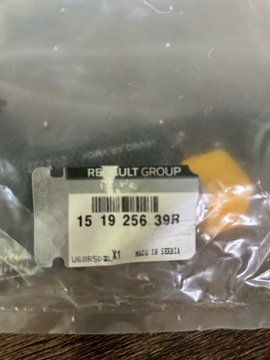 RENAULT GROUP
15 19 256 39R
X1
MADE IN SERBIA